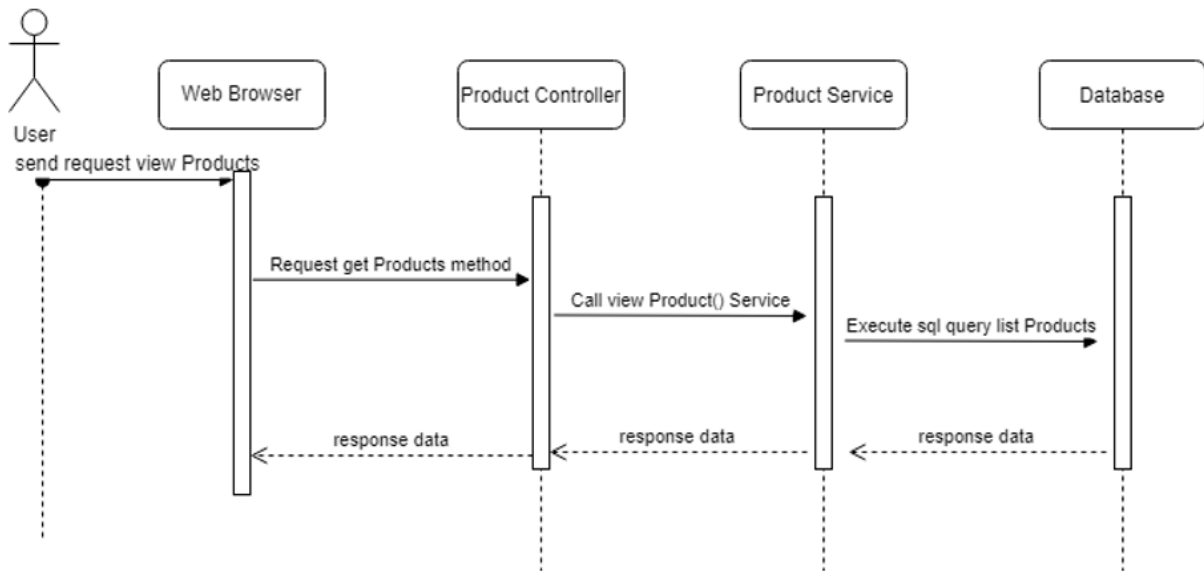 Web Browser
Product Controller
Product Service
Database
User
send request view Products
Request get Products method
Call view Product() Service
Execute sql query list Products
response data
response data
response data